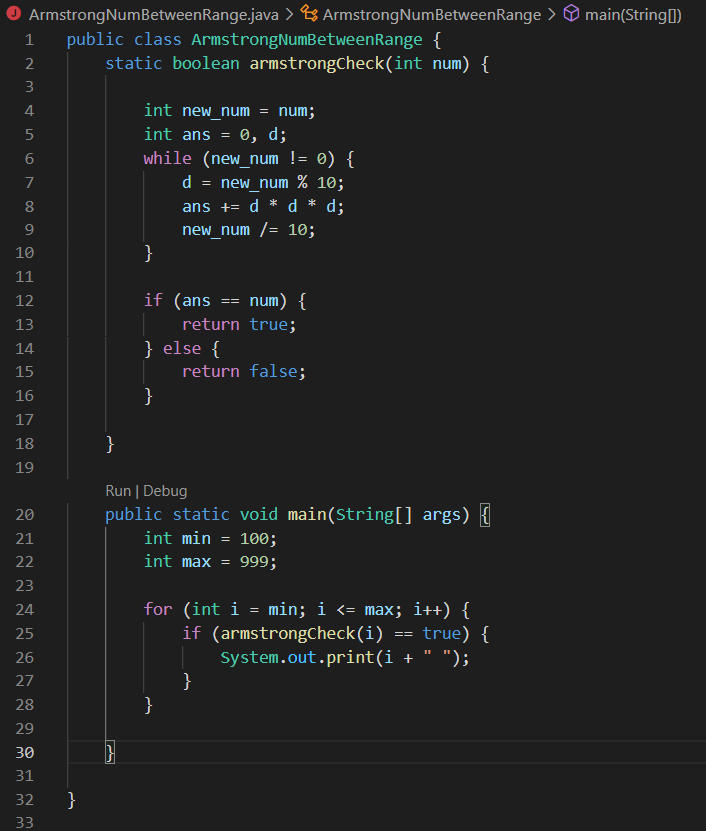 ArmstrongNumBetweenRange.java > ArmstrongNumBetweenRange > main(String[])
1 public class ArmstrongNumBetweenRange {
2 static boolean armstrongCheck(int num) {
3
4 int new_num = num;
5 int ans = 0, d;
6 while (new_num != 0) {
7 d = new_num % 10;
8 ans += d * d * d;
9 new_num /= 10;
10 }
11
12 if (ans == num) {
13 return true;
14 } else {
15 return false;
16 }
17
18 }
19
Run | Debug
20 public static void main(String[] args) {
21 int min = 100;
22 int max = 999;
23
24 for (int i = min; i <= max; i++) {
25 if (armstrongCheck(i) == true) {
26 System.out.print(i + " ");
27 }
28 }
29
30 }
31
32 }
33